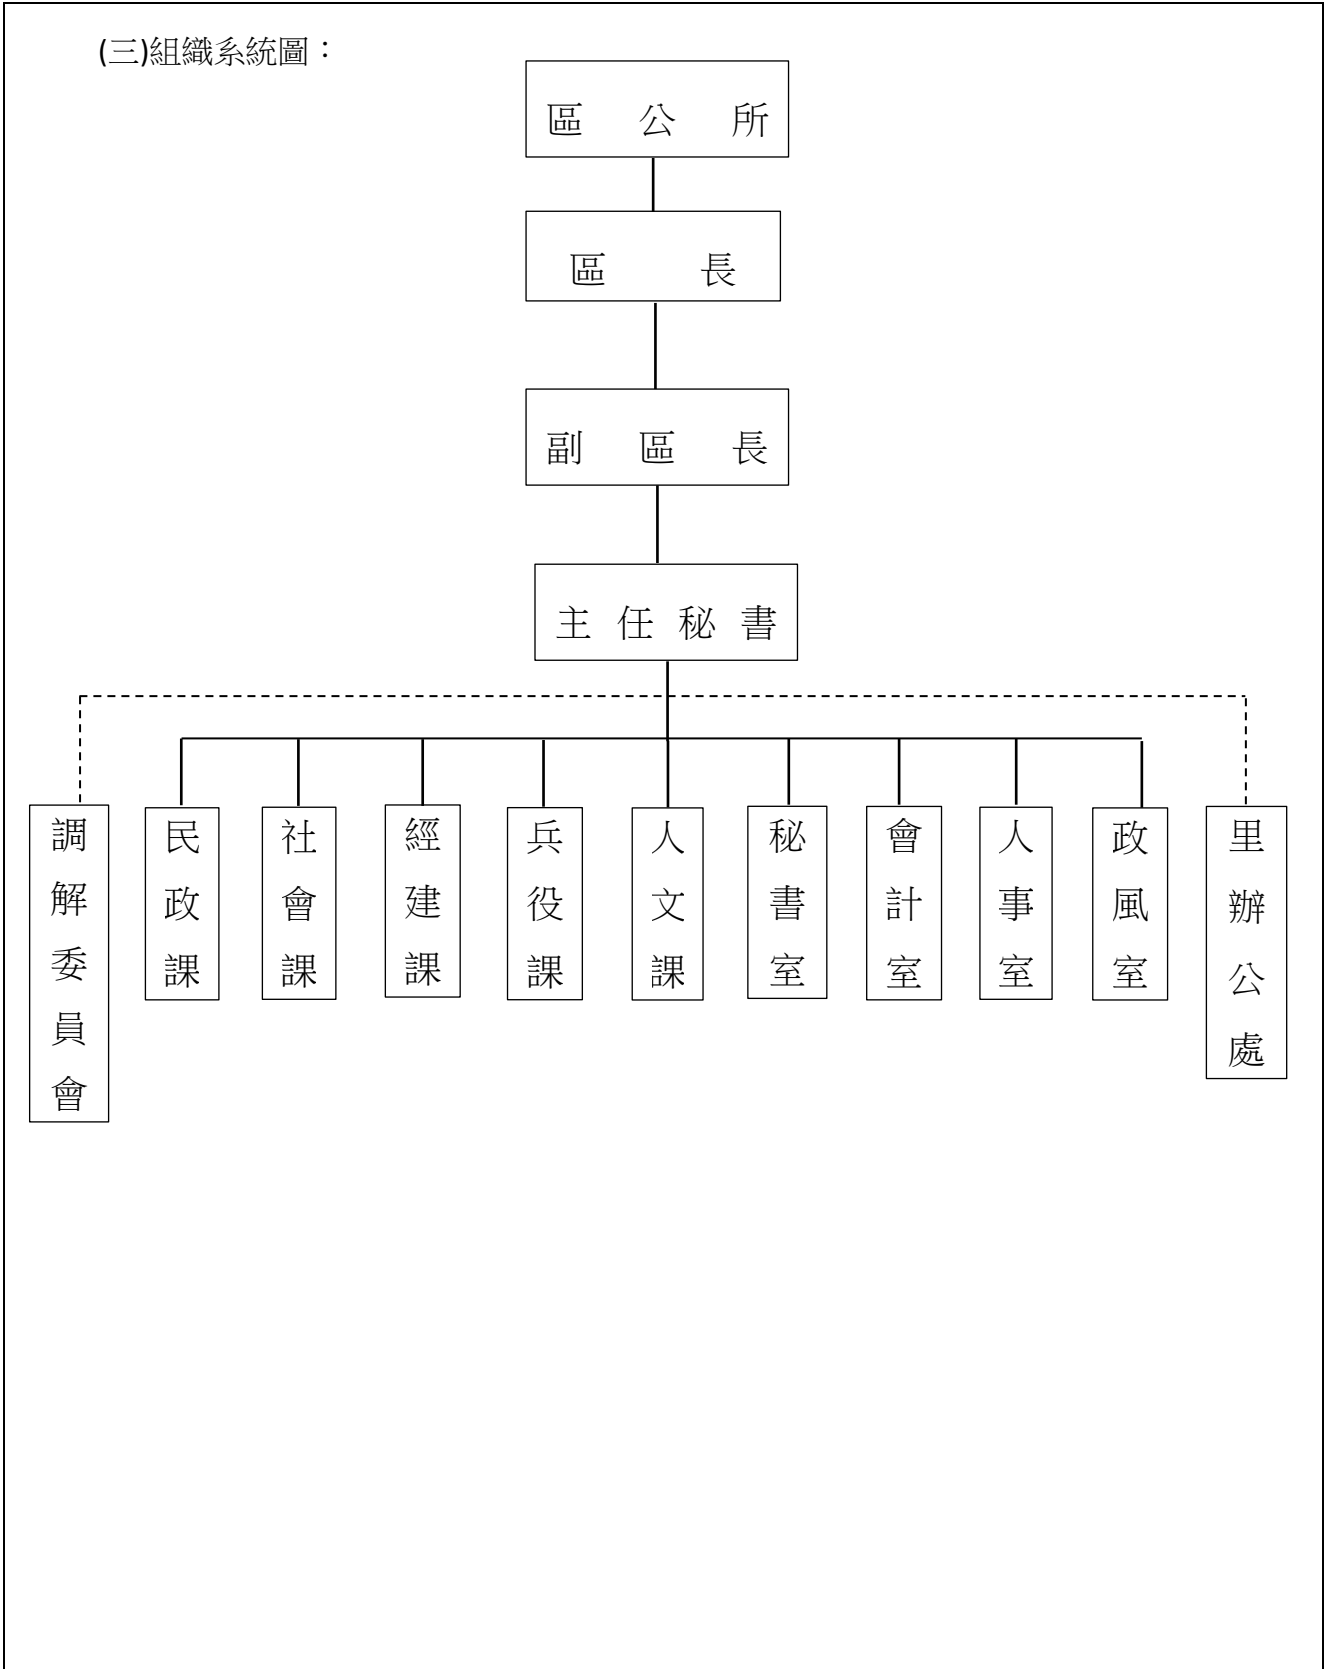 (三)組織系統圖：
區公所
區長
副區長
主任秘書
調解委員會
民政課
社會課
經建課
兵役課
人文課
秘書室
會計室
人事室
政風室
里辦公處